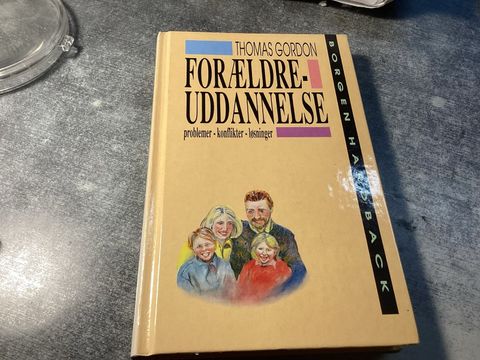 THOMAS GORDON
FORÆLDRE-
UDDANNELSE
problemer - konflikter - løsninger
BORGEN HARDBACK